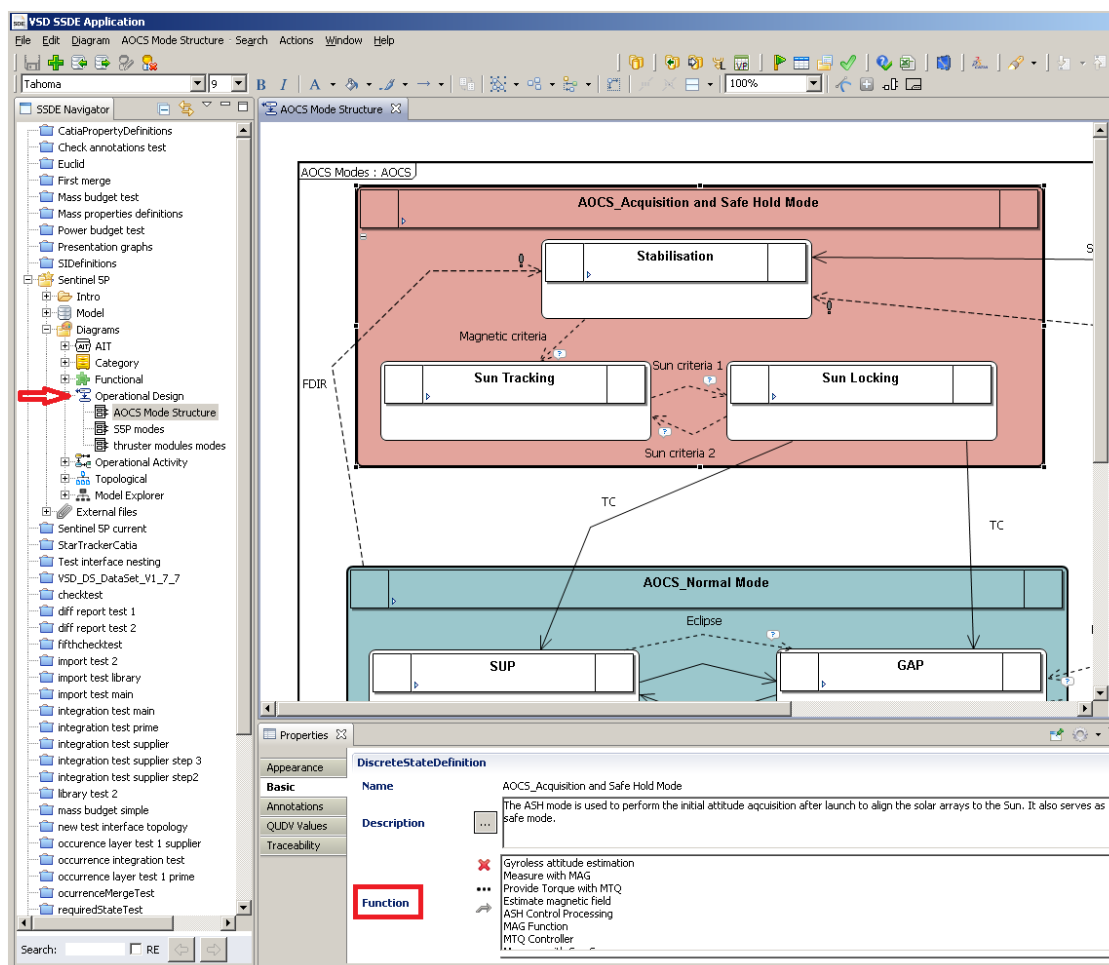 VSD SSDE Application
File Edit Diagram AOCS Mode Structure Search Actions Window Help
Tahoma 9 B I A 100%
SSDE Navigator
CatiaPropertyDefinitions
Check annotations test
Euclid
First merge
Mass budget test
Mass properties definitions
Power budget test
Presentation graphs
SIDefinitions
Sentinel 5P
Intro
Model
Diagrams
AIT
Category
Functional
Operational Design
AOCS Mode Structure
S5P modes
thruster modules modes
Operational Activity
Topological
Model Explorer
External files
Sentinel 5P current
StarTrackerCatia
Test interface nesting
VSD_DS_DataSet_V1_7_7
checktest
diff report test 1
diff report test 2
fifthchecktest
import test 2
import test library
import test main
integration test main
integration test prime
integration test supplier
integration test supplier step 3
integration test supplier step2
library test 2
mass budget simple
new test interface topology
occurence layer test 1 supplier
occurrence integration test
occurrence layer test 1 prime
ocurrenceMergeTest
requiredStateTest
Search: RE
AOCS Mode Structure
AOCS Modes : AOCS
AOCS_Acquisition and Safe Hold Mode
Stabilisation
S
Magnetic criteria
Sun criteria 1
FDIR
Sun Tracking
Sun Locking
Sun criteria 2
TC
TC
AOCS_Normal Mode
Eclipse
SUP
GAP
Properties
Appearance
Basic
Annotations
QUDV Values
Traceability
DiscreteStateDefinition
Name AOCS_Acquisition and Safe Hold Mode
Description The ASH mode is used to perform the initial attitude aqcuisition after launch to align the solar arrays to the Sun. It also serves as
safe mode.
Function
Gyroless attitude estimation
Measure with MAG
Provide Torque with MTQ
Estimate magnetic field
ASH Control Processing
MAG Function
MTQ Controller